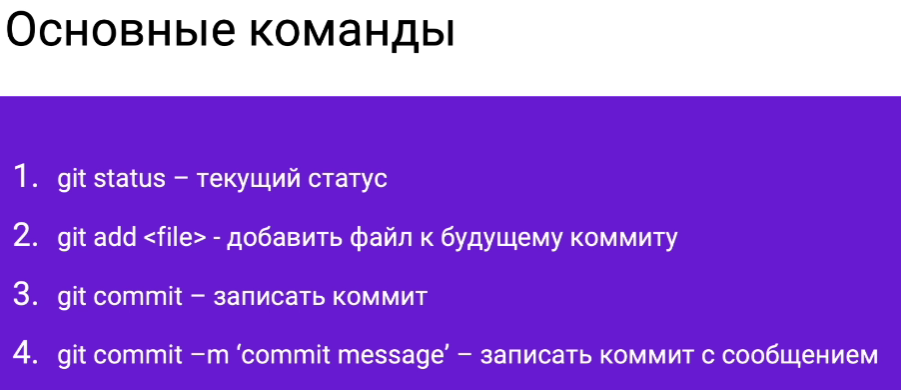 Основные команды
1. git status – текущий статус
2. git add <file> - добавить файл к будущему коммиту
3. git commit – записать коммит
4. git commit –m ‘commit message’ – записать коммит с сообщением